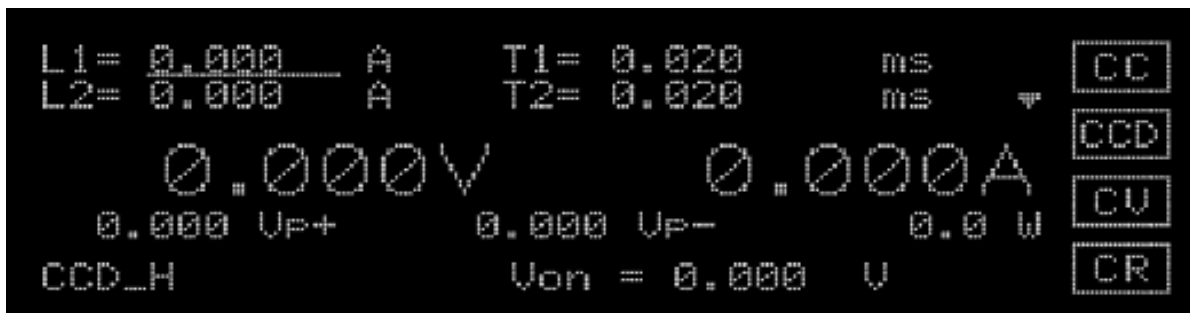 L1= 0.000 A T1= 0.020 ms CC
L2= 0.000 A T2= 0.020 ms
CCD
0.000V 0.000A
CV
0.000 Vp+ 0.000 Vp- 0.0 W
CCD_H Von = 0.000 V CR